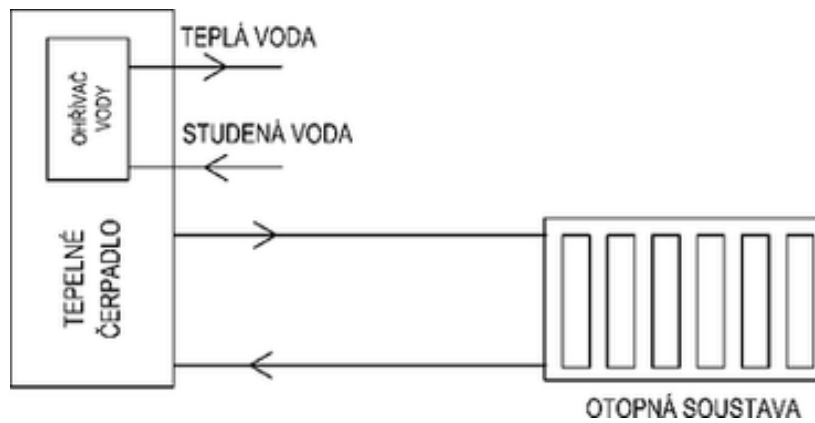 TEPLÁ VODA
OHŘÍVAČ
VODY
STUDENÁ VODA
TEPELNÉ
ČERPADLO
OTOPNÁ SOUSTAVA